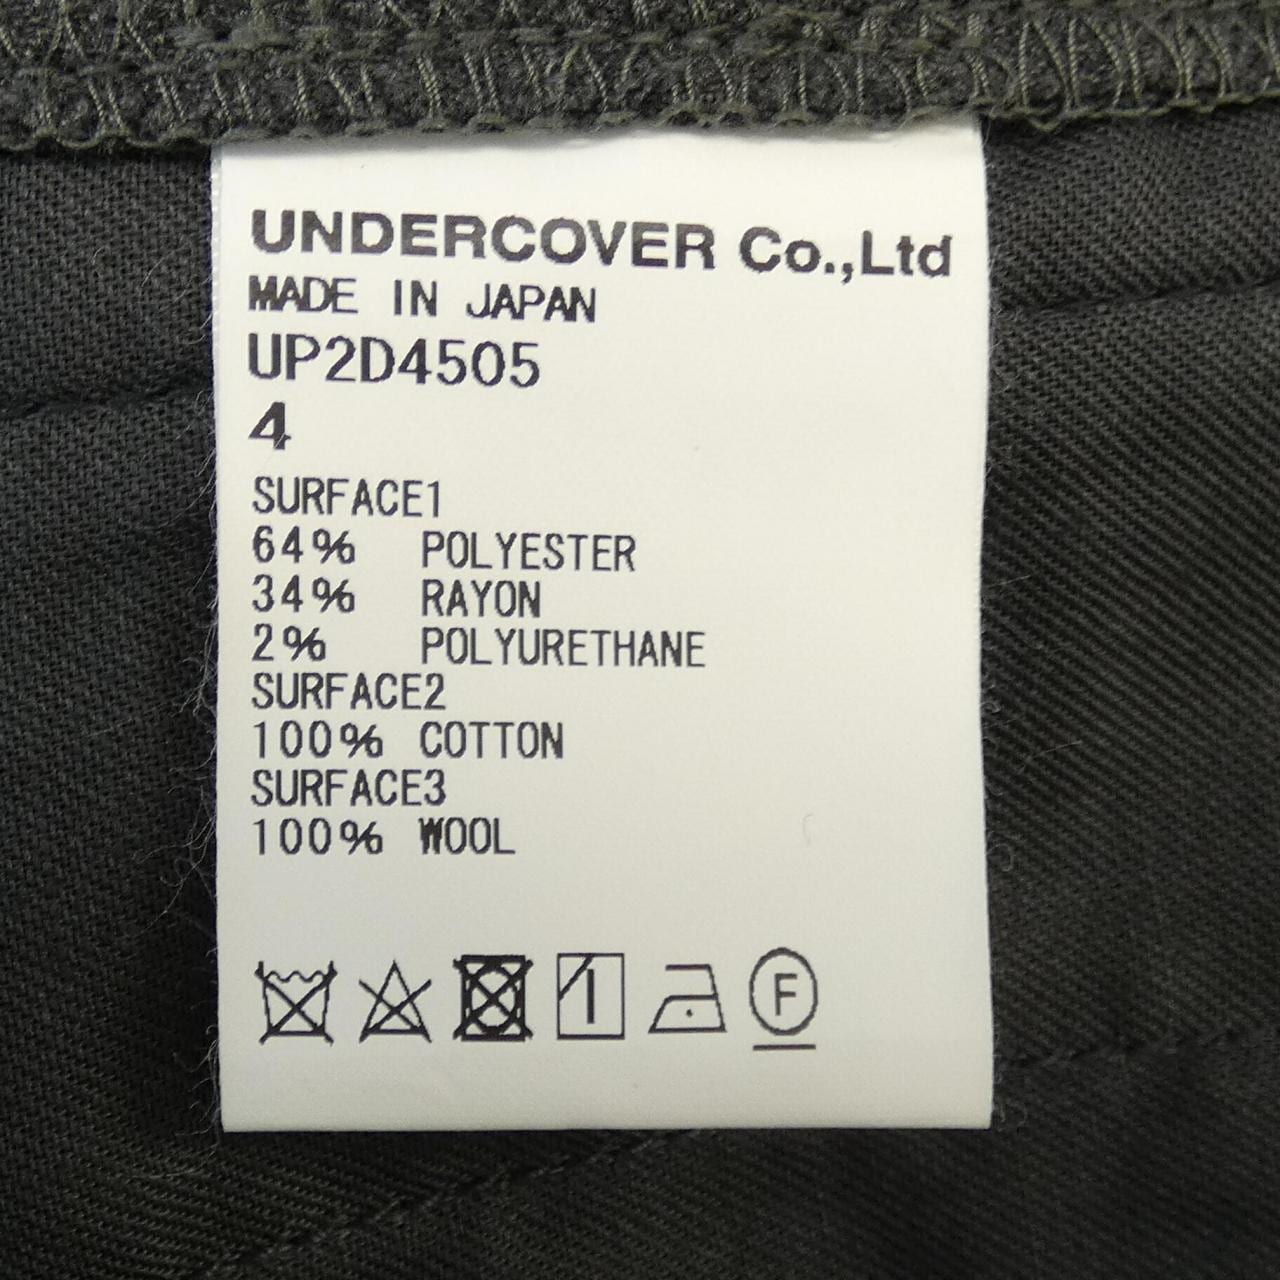 UNDERCOVER Co.,Ltd
MADE IN JAPAN
UP2D4505
4
SURFACE1
64% POLYESTER
34% RAYON
2% POLYURETHANE
SURFACE2
100% COTTON
SURFACE3
100% WOOL
F